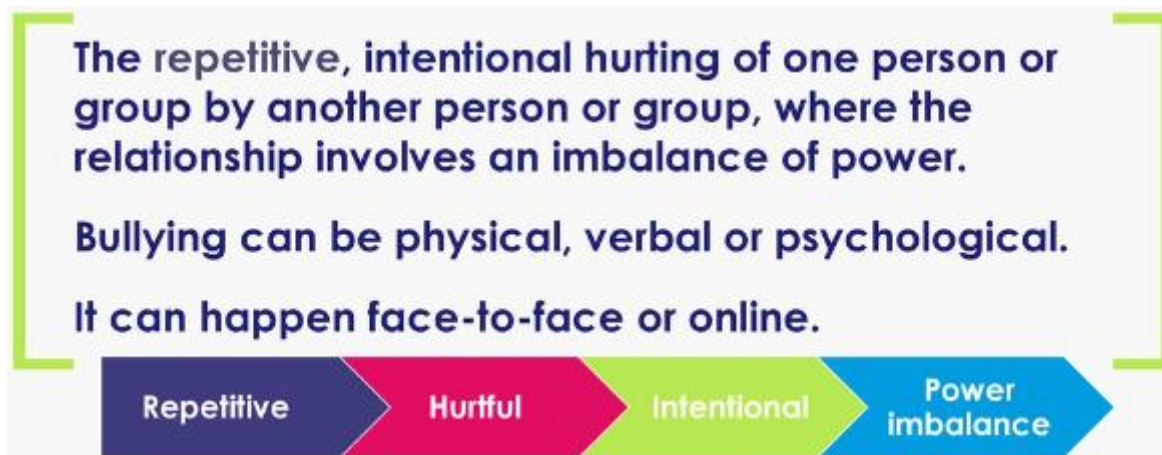 The repetitive, intentional hurting of one person or
group by another person or group, where the
relationship involves an imbalance of power.
Bullying can be physical, verbal or psychological.
It can happen face-to-face or online.
Repetitive
Hurtful
Intentional
Power
imbalance